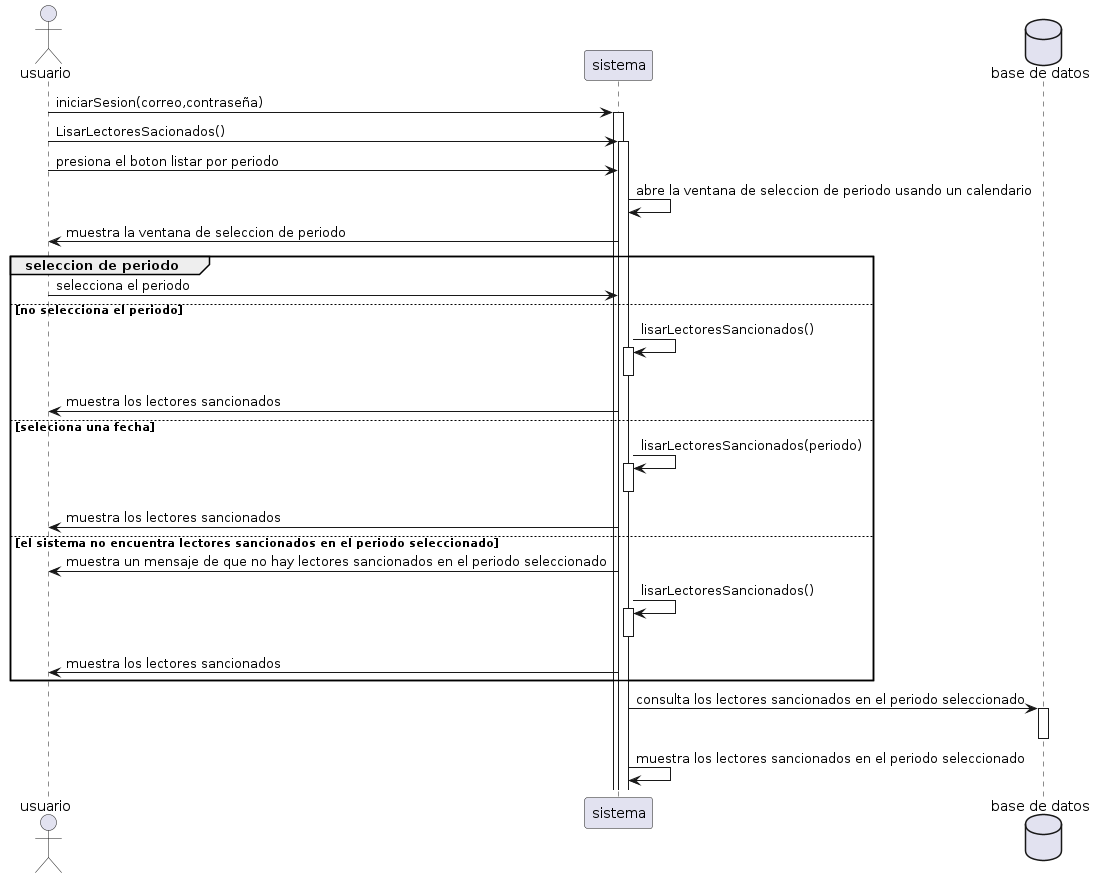 usuario
sistema
base de datos
iniciarSesion(correo,contraseña)
LisarLectoresSacionados()
presiona el boton listar por periodo
abre la ventana de seleccion de periodo usando un calendario
muestra la ventana de seleccion de periodo
seleccion de periodo
selecciona el periodo
[no selecciona el periodo]
lisarLectoresSancionados()
muestra los lectores sancionados
[seleciona una fecha]
lisarLectoresSancionados(periodo)
muestra los lectores sancionados
[el sistema no encuentra lectores sancionados en el periodo seleccionado]
muestra un mensaje de que no hay lectores sancionados en el periodo seleccionado
lisarLectoresSancionados()
muestra los lectores sancionados
consulta los lectores sancionados en el periodo seleccionado
muestra los lectores sancionados en el periodo seleccionado
usuario
sistema
base de datos